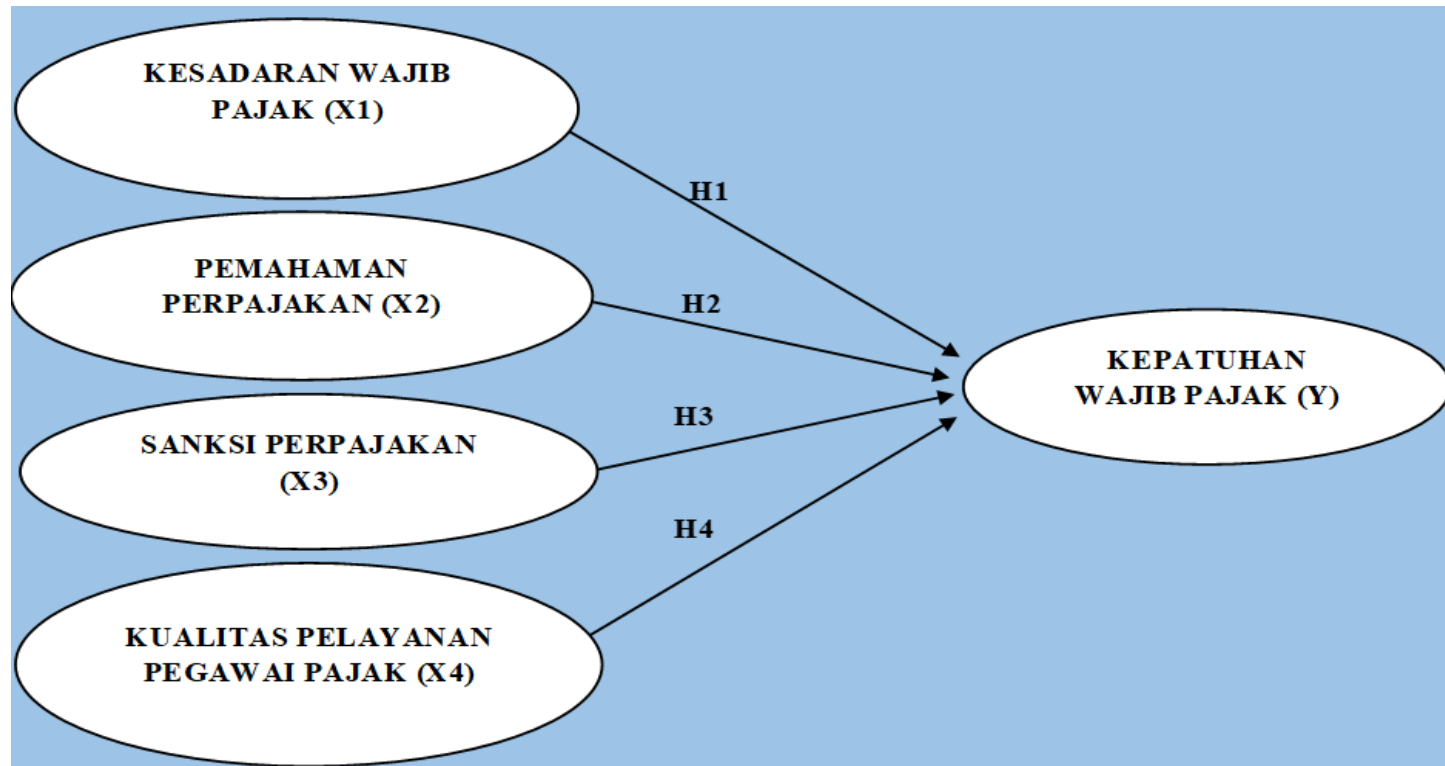 KESADARAN WAJIB
PAJAK (X1)
H1
PEMAHAMAN
PERPAJAKAN (X2)
H2
KEPATUHAN
WAJIB PAJAK (Y)
SANKSI PERPAJAKAN
(X3)
H3
H4
KUALITAS PELAYANAN
PEGAWAI PAJAK (X4)